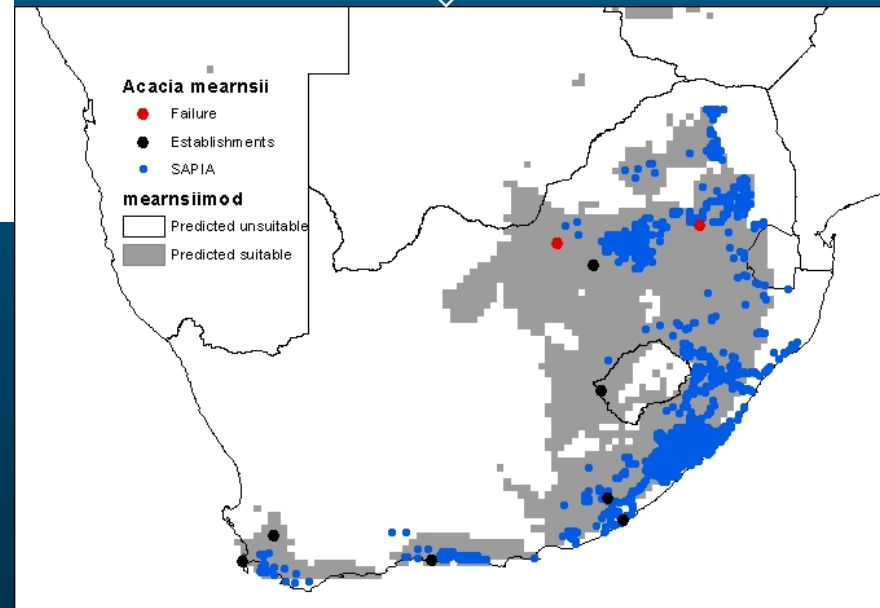 Acacia mearnsii
Failure
Establishments
SAPIA
mearnsiimod
Predicted unsuitable
Predicted suitable